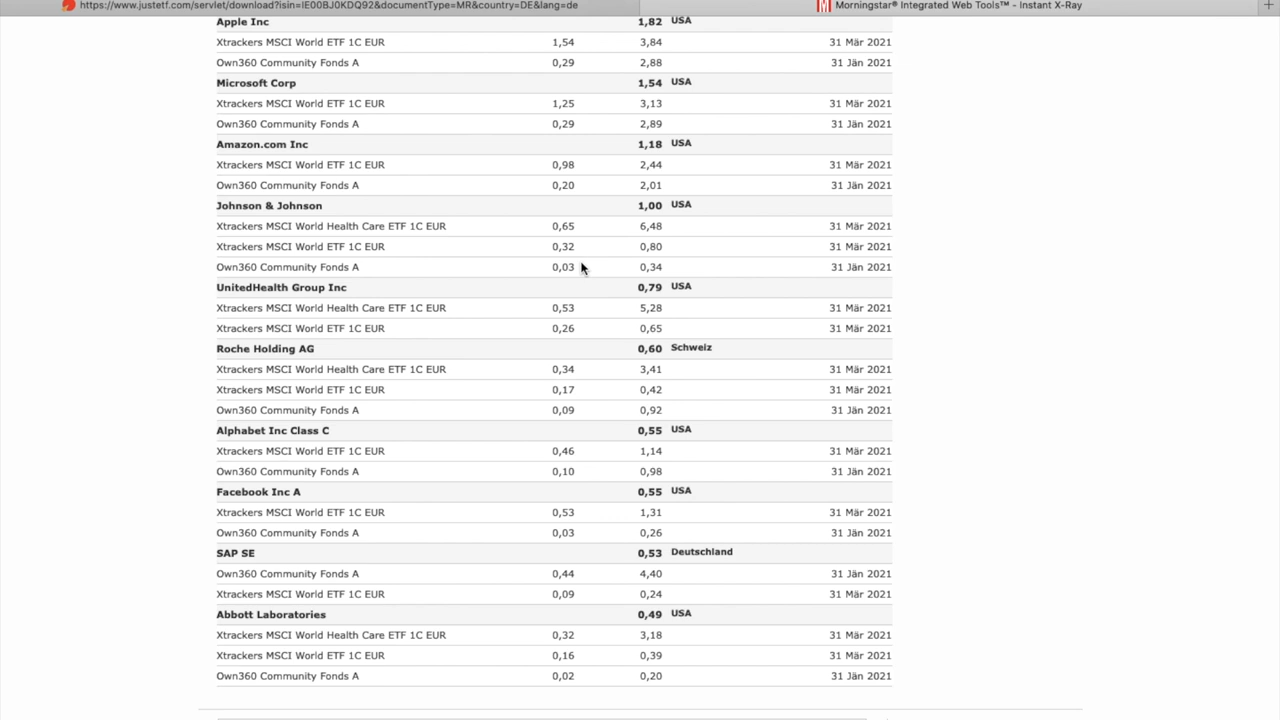 https://www.justetf.com/servlet/download?isin=IE00BJ0KDQ92&documentType=MR&country=DE&lang=de
Morningstar® Integrated Web Tools™ - Instant X-Ray
Apple Inc 1,82 USA
Xtrackers MSCI World ETF 1C EUR 1,54 3,84 31 Mär 2021
Own360 Community Fonds A 0,29 2,88 31 Jän 2021
Microsoft Corp 1,54 USA
Xtrackers MSCI World ETF 1C EUR 1,25 3,13 31 Mär 2021
Own360 Community Fonds A 0,29 2,89 31 Jän 2021
Amazon.com Inc 1,18 USA
Xtrackers MSCI World ETF 1C EUR 0,98 2,44 31 Mär 2021
Own360 Community Fonds A 0,20 2,01 31 Jän 2021
Johnson & Johnson 1,00 USA
Xtrackers MSCI World Health Care ETF 1C EUR 0,65 6,48 31 Mär 2021
Xtrackers MSCI World ETF 1C EUR 0,32 0,80 31 Mär 2021
Own360 Community Fonds A 0,03 0,34 31 Jän 2021
UnitedHealth Group Inc 0,79 USA
Xtrackers MSCI World Health Care ETF 1C EUR 0,53 5,28 31 Mär 2021
Xtrackers MSCI World ETF 1C EUR 0,26 0,65 31 Mär 2021
Roche Holding AG 0,60 Schweiz
Xtrackers MSCI World Health Care ETF 1C EUR 0,34 3,41 31 Mär 2021
Xtrackers MSCI World ETF 1C EUR 0,17 0,42 31 Mär 2021
Own360 Community Fonds A 0,09 0,92 31 Jän 2021
Alphabet Inc Class C 0,55 USA
Xtrackers MSCI World ETF 1C EUR 0,46 1,14 31 Mär 2021
Own360 Community Fonds A 0,10 0,98 31 Jän 2021
Facebook Inc A 0,55 USA
Xtrackers MSCI World ETF 1C EUR 0,53 1,31 31 Mär 2021
Own360 Community Fonds A 0,03 0,26 31 Jän 2021
SAP SE 0,53 Deutschland
Own360 Community Fonds A 0,44 4,40 31 Jän 2021
Xtrackers MSCI World ETF 1C EUR 0,09 0,24 31 Mär 2021
Abbott Laboratories 0,49 USA
Xtrackers MSCI World Health Care ETF 1C EUR 0,32 3,18 31 Mär 2021
Xtrackers MSCI World ETF 1C EUR 0,16 0,39 31 Mär 2021
Own360 Community Fonds A 0,02 0,20 31 Jän 2021